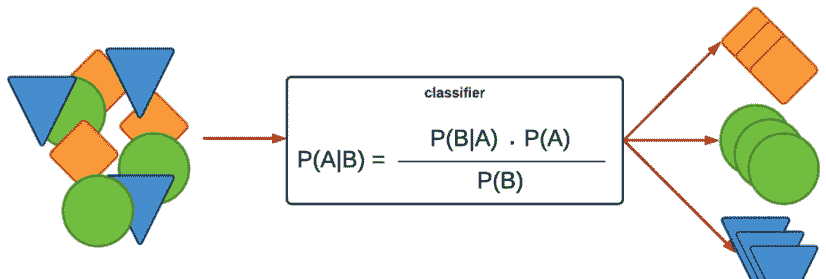 classifier
P(A|B) = P(B|A) . P(A)
P(B)